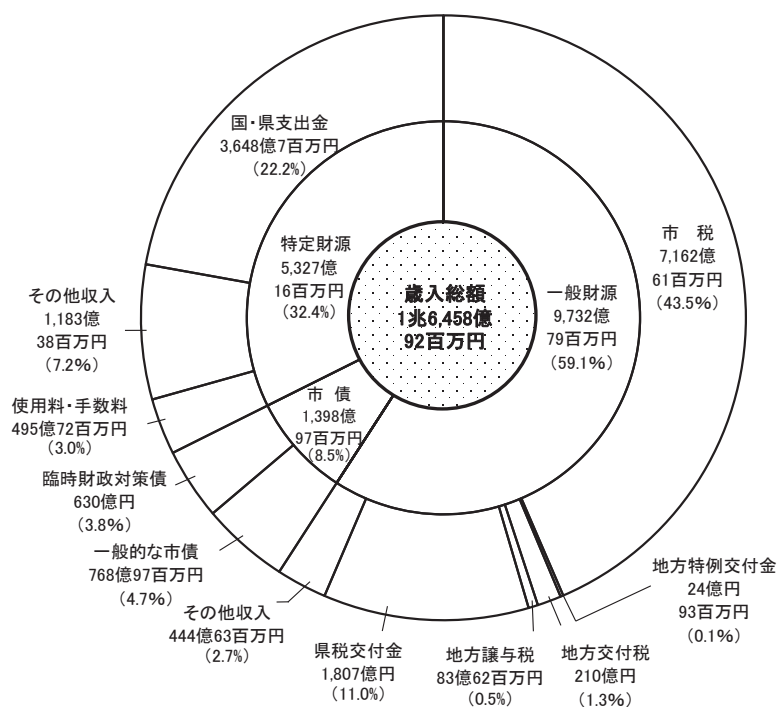 国・県支出金
3,648億7百万円
（22.2%）
特定財源
5,327億
16百万円
（32.4%）
歳入総額
1兆6,458億
92百万円
一般財源
9,732億
79百万円
（59.1%）
市　税
7,162億
61百万円
（43.5%）
その他収入
1,183億
38百万円
（7.2%）
市　債
1,398億
97百万円
（8.5%）
使用料・手数料
495億72百万円
（3.0%）
臨時財政対策債
630億円
（3.8%）
一般的な市債
768億97百万円
（4.7%）
その他収入
444億63百万円
（2.7%）
県税交付金
1,807億円
（11.0%）
地方譲与税
83億62百万円
（0.5%）
地方交付税
210億円
（1.3%）
地方特例交付金
24億円
93百万円
（0.1%）